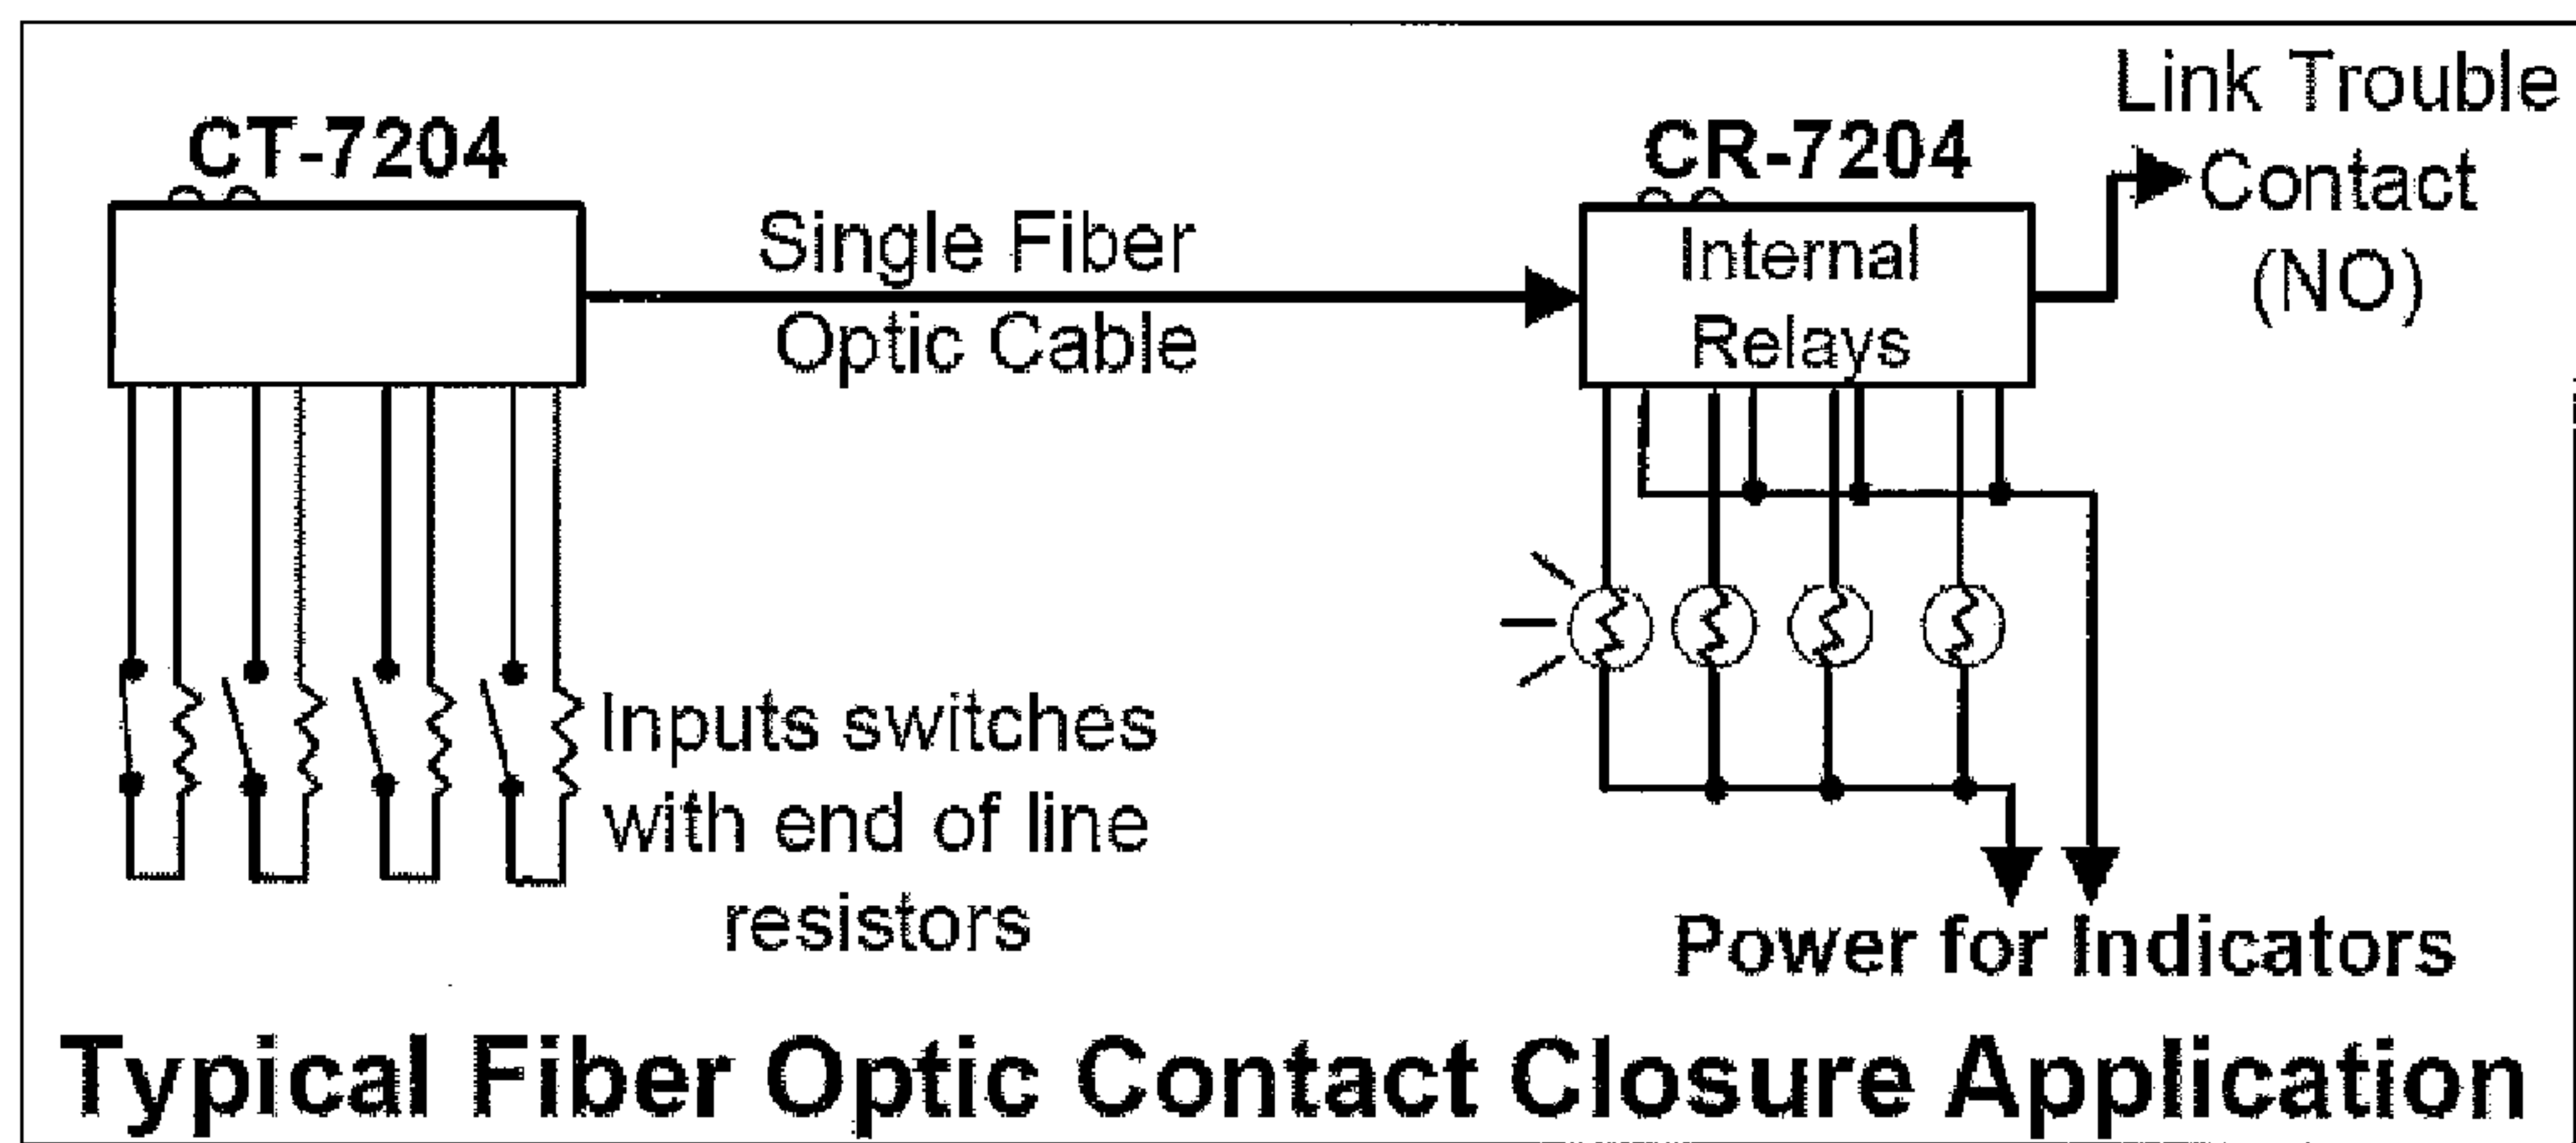 CT-7204
Single Fiber
Optic Cable
CR-7204
Internal
Relays
Link Trouble
Contact
(NO)
Inputs switches
with end of line
resistors
Power for Indicators
Typical Fiber Optic Contact Closure Application